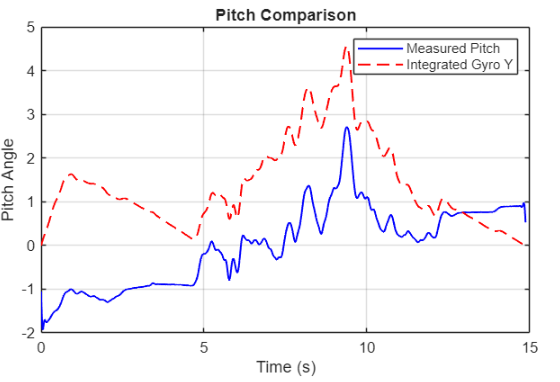 Pitch Comparison
Measured Pitch
Integrated Gyro Y
Pitch Angle
5
4
3
2
1
0
-1
-2
0 5 10 15
Time (s)